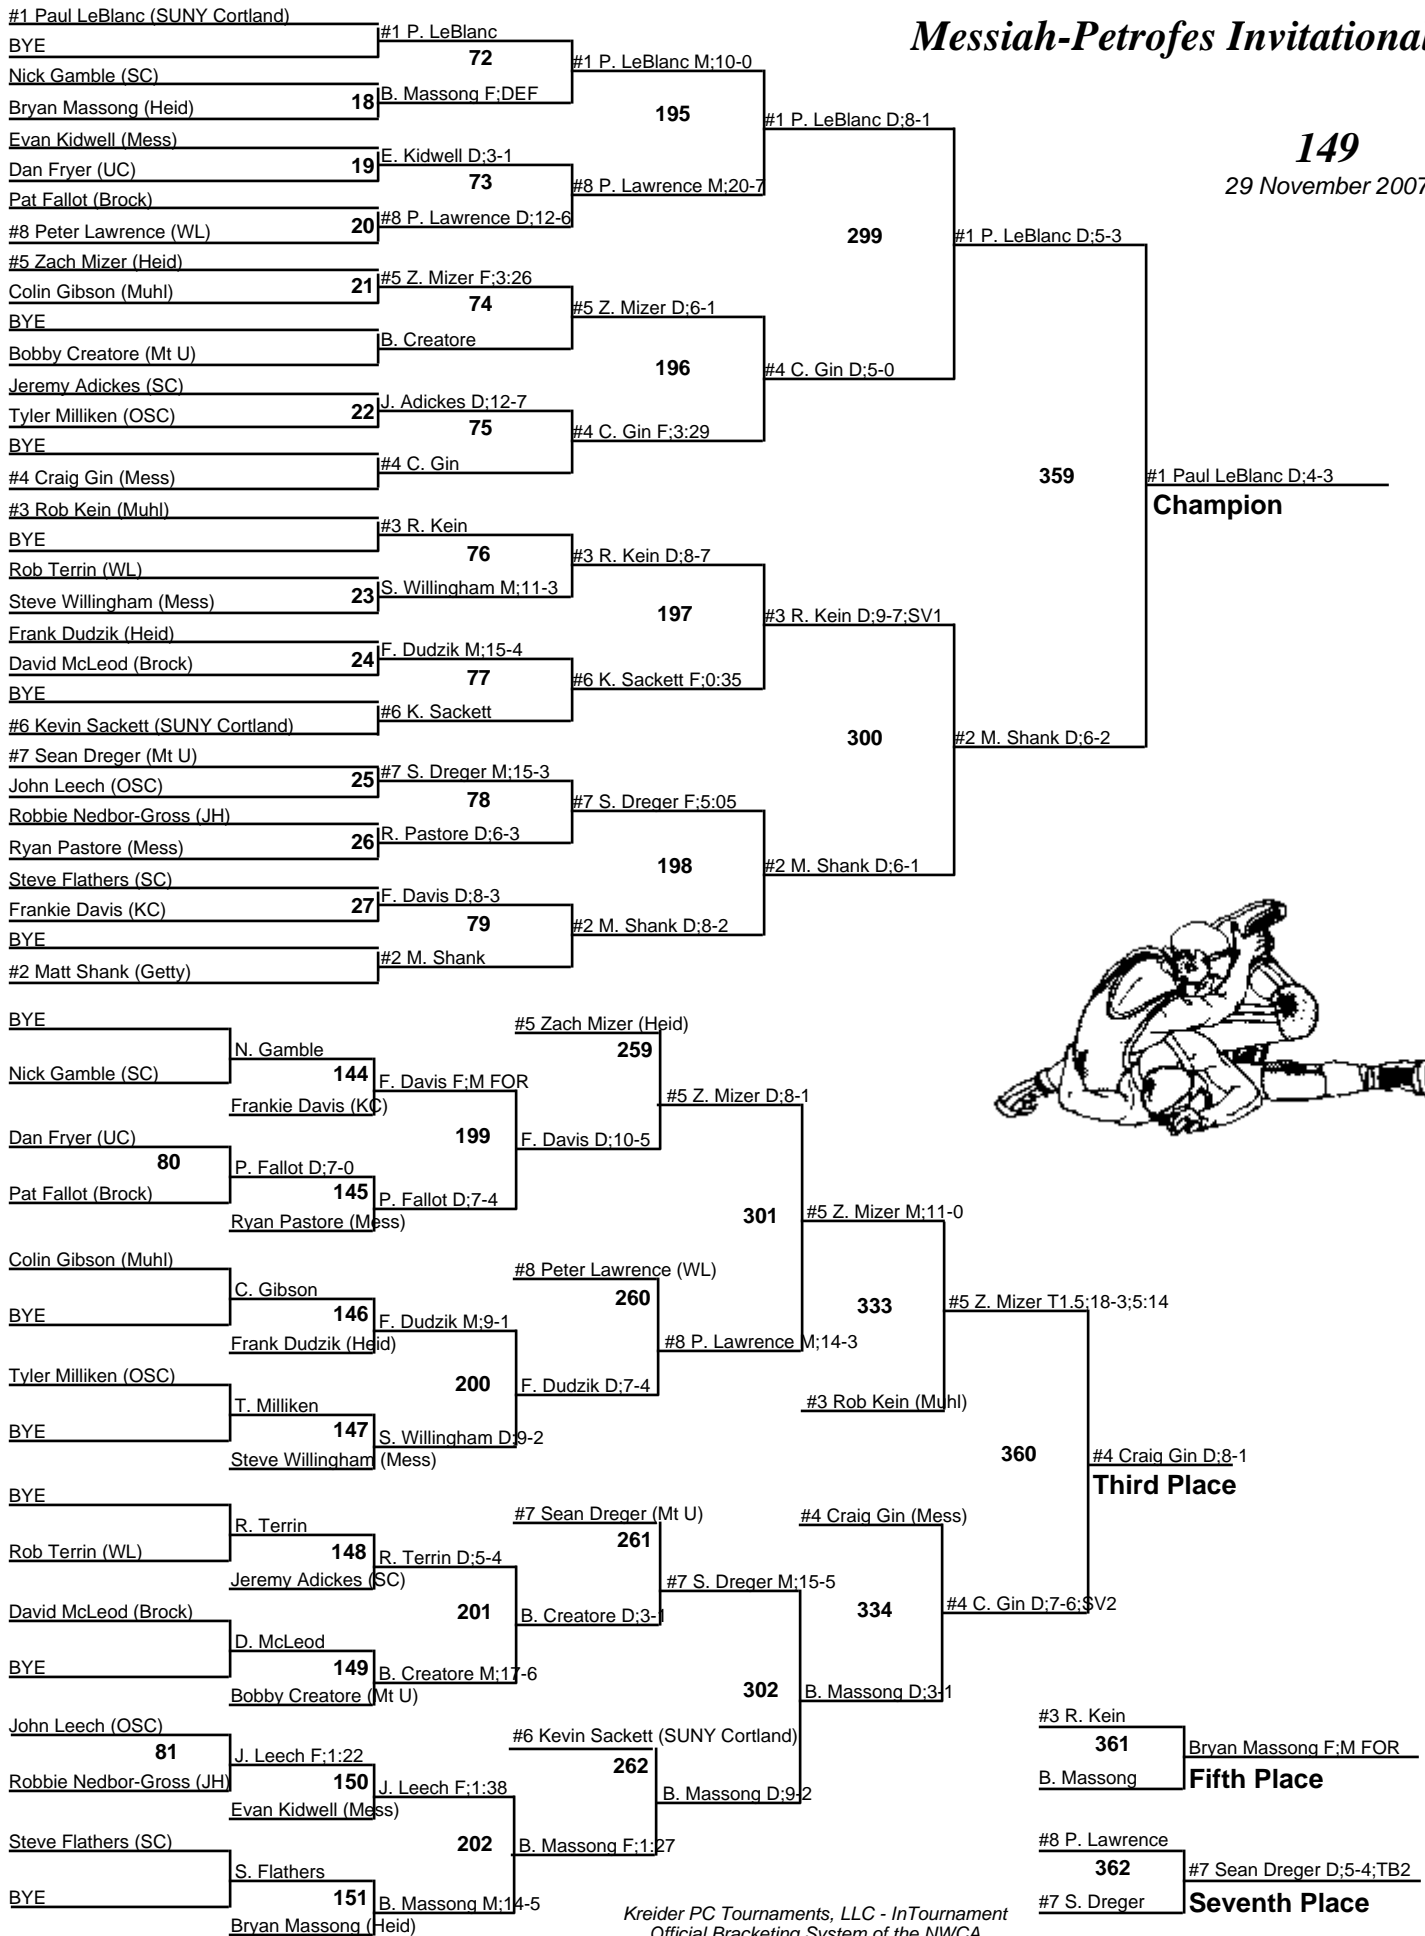 Messiah-Petrofes Invitational
149
29 November 2007
#1 Paul LeBlanc (SUNY Cortland)
BYE
Nick Gamble (SC)
Bryan Massong (Heid)
Evan Kidwell (Mess)
Dan Fryer (UC)
Pat Fallot (Brock)
#8 Peter Lawrence (WL)
#5 Zach Mizer (Heid)
Colin Gibson (Muhl)
BYE
Bobby Creatore (Mt U)
Jeremy Adickes (SC)
Tyler Milliken (OSC)
BYE
#4 Craig Gin (Mess)
#3 Rob Kein (Muhl)
BYE
Rob Terrin (WL)
Steve Willingham (Mess)
Frank Dudzik (Heid)
David McLeod (Brock)
BYE
#6 Kevin Sackett (SUNY Cortland)
#7 Sean Dreger (Mt U)
John Leech (OSC)
Robbie Nedbor-Gross (JH)
Ryan Pastore (Mess)
Steve Flathers (SC)
Frankie Davis (KC)
BYE
#2 Matt Shank (Getty)
18
19
20
21
22
23
24
25
26
27
#1 P. LeBlanc
72
B. Massong F;DEF
E. Kidwell D;3-1
73
#8 P. Lawrence D;12-6
#5 Z. Mizer F;3:26
74
B. Creatore
J. Adickes D;12-7
75
#4 C. Gin
#3 R. Kein
76
S. Willingham M;11-3
F. Dudzik M;15-4
77
#6 K. Sackett
#7 S. Dreger M;15-3
78
R. Pastore D;6-3
F. Davis D;8-3
79
#2 M. Shank
#1 P. LeBlanc M;10-0
195
#8 P. Lawrence M;20-7
#5 Z. Mizer D;6-1
196
#4 C. Gin F;3:29
#3 R. Kein D;8-7
197
#6 K. Sackett F;0:35
#7 S. Dreger F;5:05
198
#2 M. Shank D;8-2
#1 P. LeBlanc D;8-1
299
#4 C. Gin D;5-0
#3 R. Kein D;9-7;SV1
300
#2 M. Shank D;6-1
#1 P. LeBlanc D;5-3
359
#2 M. Shank D;6-2
#1 Paul LeBlanc D;4-3
Champion
BYE
Nick Gamble (SC)
Dan Fryer (UC)
80
Pat Fallot (Brock)
Colin Gibson (Muhl)
BYE
Tyler Milliken (OSC)
BYE
BYE
Rob Terrin (WL)
David McLeod (Brock)
BYE
John Leech (OSC)
81
Robbie Nedbor-Gross (JH)
Steve Flathers (SC)
BYE
N. Gamble
144
Frankie Davis (KC)
P. Fallot D;7-0
145
Ryan Pastore (Mess)
C. Gibson
146
Frank Dudzik (Heid)
T. Milliken
147
Steve Willingham (Mess)
R. Terrin
148
Jeremy Adickes (SC)
D. McLeod
149
Bobby Creatore (Mt U)
J. Leech F;1:22
150
Evan Kidwell (Mess)
S. Flathers
151
Bryan Massong (Heid)
F. Davis F;M FOR
199
P. Fallot D;7-4
F. Dudzik M;9-1
200
S. Willingham D;9-2
R. Terrin D;5-4
201
B. Creatore M;17-6
J. Leech F;1:38
202
B. Massong M;14-5
#5 Zach Mizer (Heid)
259
F. Davis D;10-5
#8 Peter Lawrence (WL)
260
F. Dudzik D;7-4
#7 Sean Dreger (Mt U)
261
B. Creatore D;3-1
#6 Kevin Sackett (SUNY Cortland)
262
B. Massong F;1:27
#5 Z. Mizer D;8-1
301
#8 P. Lawrence M;14-3
#7 S. Dreger M;15-5
302
B. Massong D;9-2
#5 Z. Mizer M;11-0
333
#3 Rob Kein (Muhl)
#4 Craig Gin (Mess)
334
B. Massong D;3-1
#5 Z. Mizer T1.5;18-3;5:14
360
#4 C. Gin D;7-6;SV2
#4 Craig Gin D;8-1
Third Place
#3 R. Kein
361
B. Massong
Bryan Massong F;M FOR
Fifth Place
#8 P. Lawrence
362
#7 S. Dreger
#7 Sean Dreger D;5-4;TB2
Seventh Place
Kreider PC Tournaments, LLC - InTournament
Official Bracketing System of the NWCA